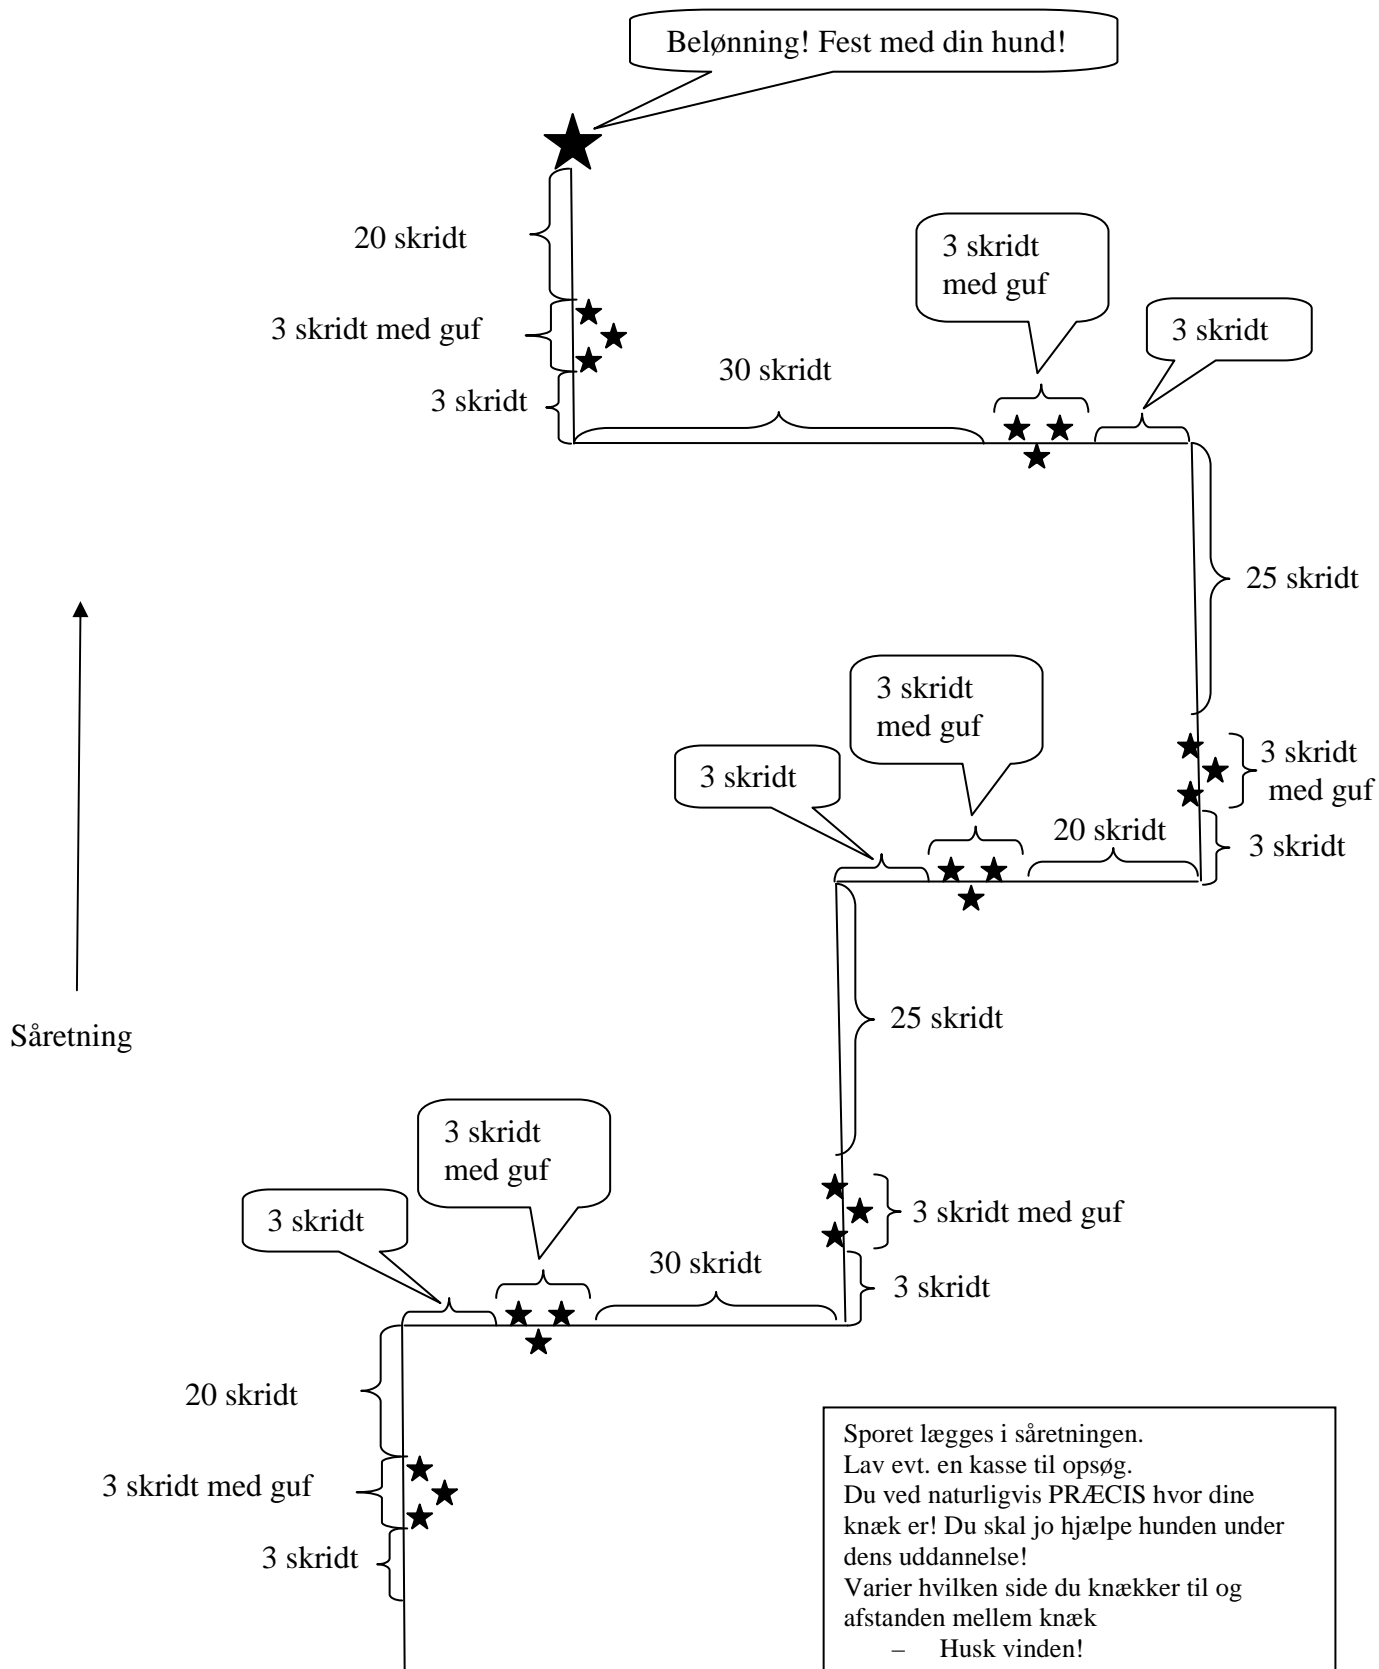 Belønning! Fest med din hund!
20 skridt
3 skridt
med guf
3 skridt med guf
3 skridt
30 skridt
3 skridt
25 skridt
3 skridt
med guf
3 skridt
med guf
3 skridt
20 skridt
3 skridt
25 skridt
Såretning
3 skridt
med guf
3 skridt
3 skridt med guf
30 skridt
3 skridt
20 skridt
3 skridt med guf
3 skridt
Sporet lægges i såretningen.
Lav evt. en kasse til opsøg.
Du ved naturligvis PRÆCIS hvor dine
knæk er! Du skal jo hjælpe hunden under
dens uddannelse!
Varier hvilken side du knækker til og
afstanden mellem knæk
– Husk vinden!